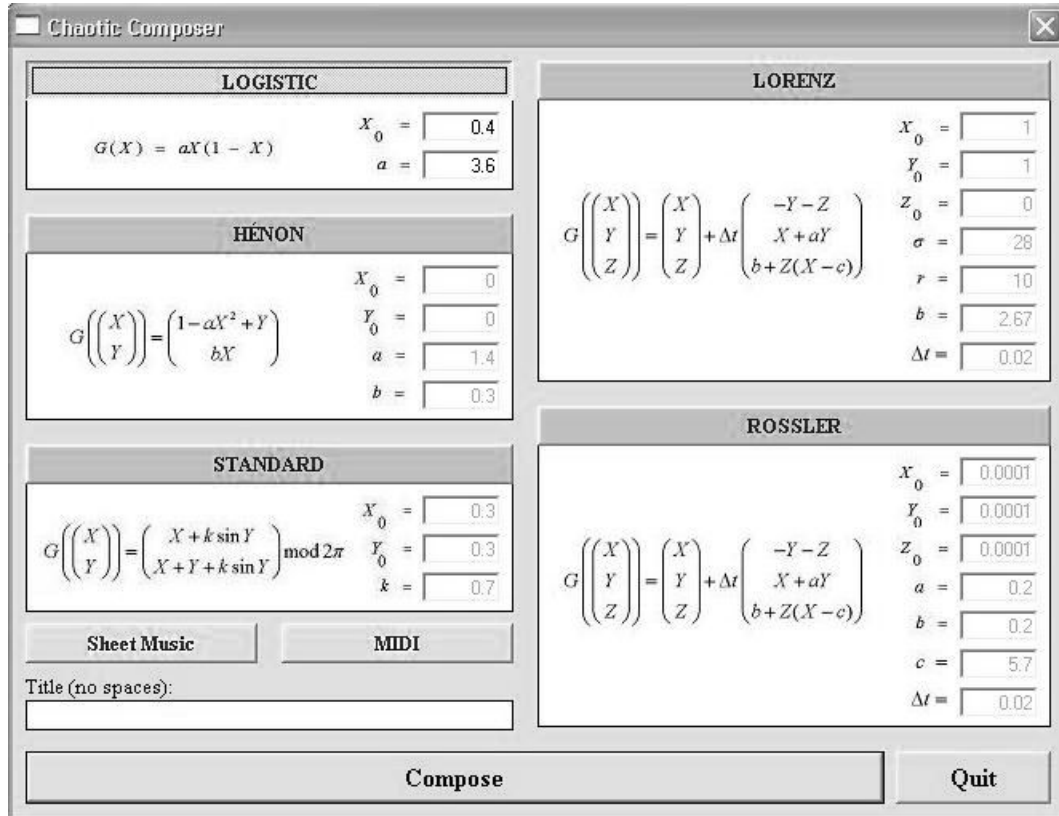 Chaotic Composer
LOGISTIC
G(X) = aX(1 - X)
X₀ = 0.4
a = 3.6
HÉNON
G((X Y)) = (1-aX²+Y bX)
X₀ = 0
Y₀ = 0
a = 1.4
b = 0.3
STANDARD
G((X Y)) = (X+k sin Y X+Y+k sin Y) mod 2π
X₀ = 0.3
Y₀ = 0.3
k = 0.7
Sheet Music
MIDI
Title (no spaces):
LORENZ
G((X Y Z)) = (X Y Z) + Δt (-Y-Z X+aY b+Z(X-c))
X₀ = 1
Y₀ = 1
Z₀ = 0
σ = 28
r = 10
b = 2.67
Δt = 0.02
ROSSLER
G((X Y Z)) = (X Y Z) + Δt (-Y-Z X+aY b+Z(X-c))
X₀ = 0.0001
Y₀ = 0.0001
Z₀ = 0.0001
a = 0.2
b = 0.2
c = 5.7
Δt = 0.02
Compose
Quit